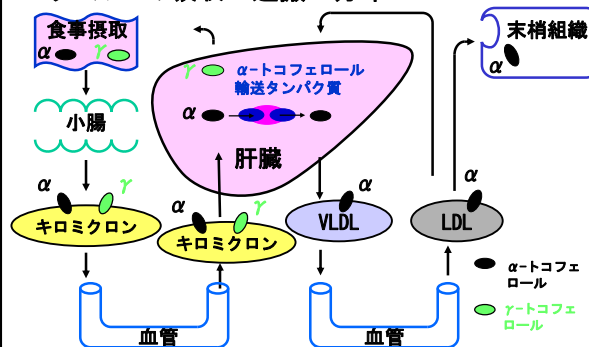 食事摂取
α
γ
小腸
α
γ
キロミクロン
γ
α-トコフェロール
輸送タンパク質
α
肝臓
α
γ
キロミクロン
α
VLDL
LDL
末梢組織
α
血管
血管
α-トコフェ
ロール
γ-トコフェ
ロール